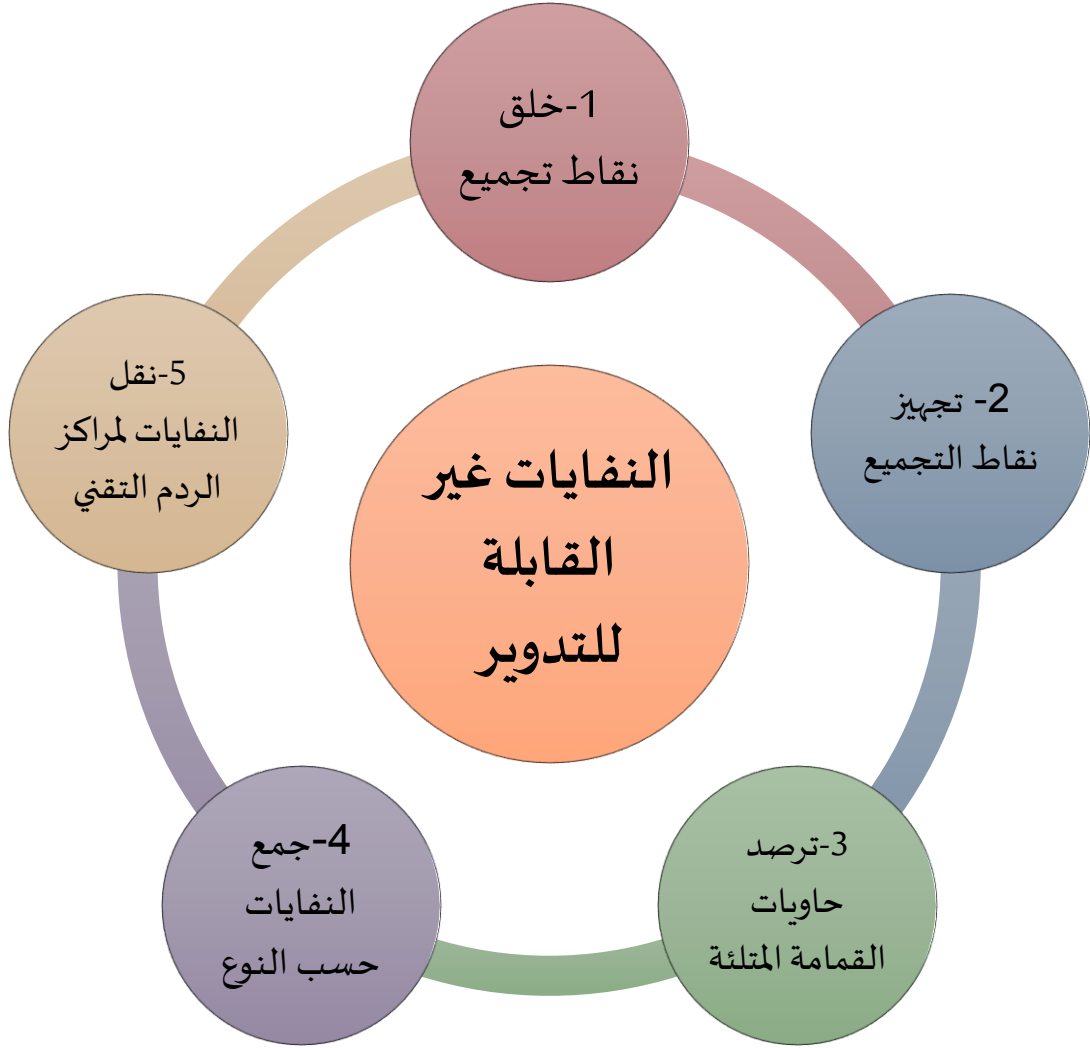 1-خلق
نقاط تجميع
2- تجهيز
نقاط التجميع
3-ترصد
حاويات
القمامة المتلئة
4-جمع
النفايات
حسب النوع
5-نقل
النفايات لمراكز
الردم التقني
النفايات غير
القابلة
للتدوير